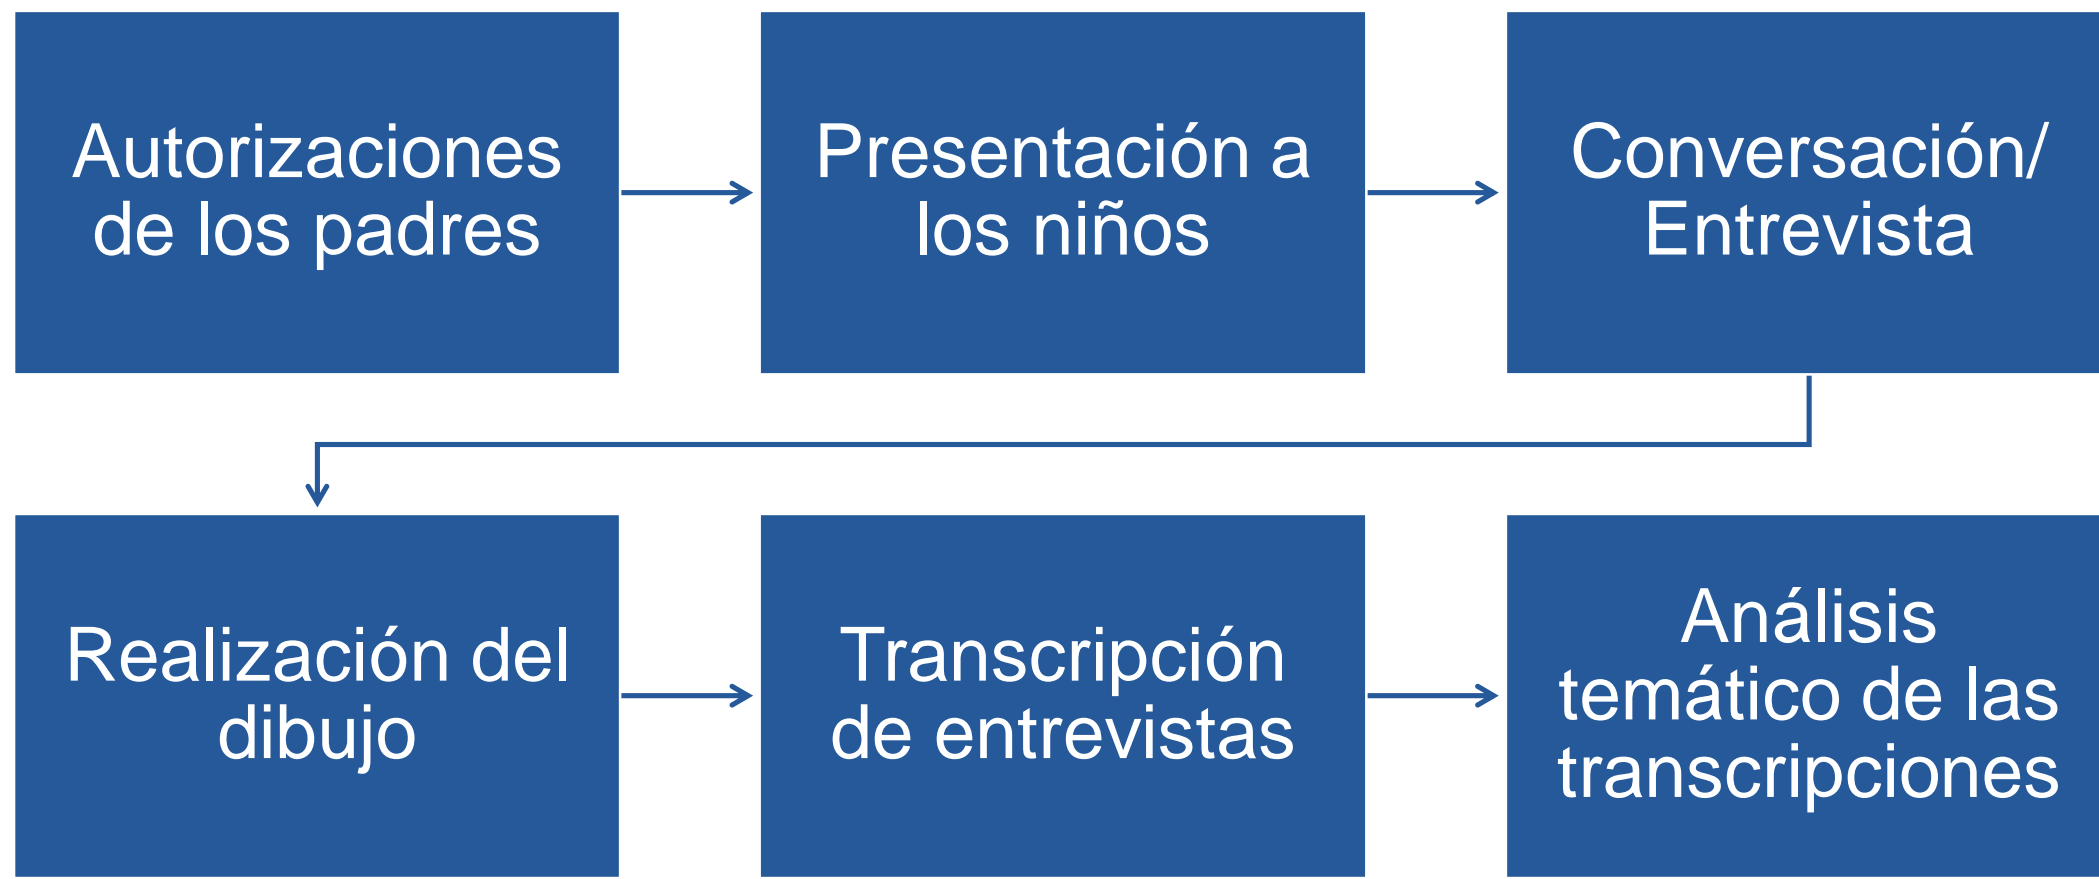 Autorizaciones
de los padres
Presentación a
los niños
Conversación/
Entrevista
Realización del
dibujo
Transcripción
de entrevistas
Análisis
temático de las
transcripciones